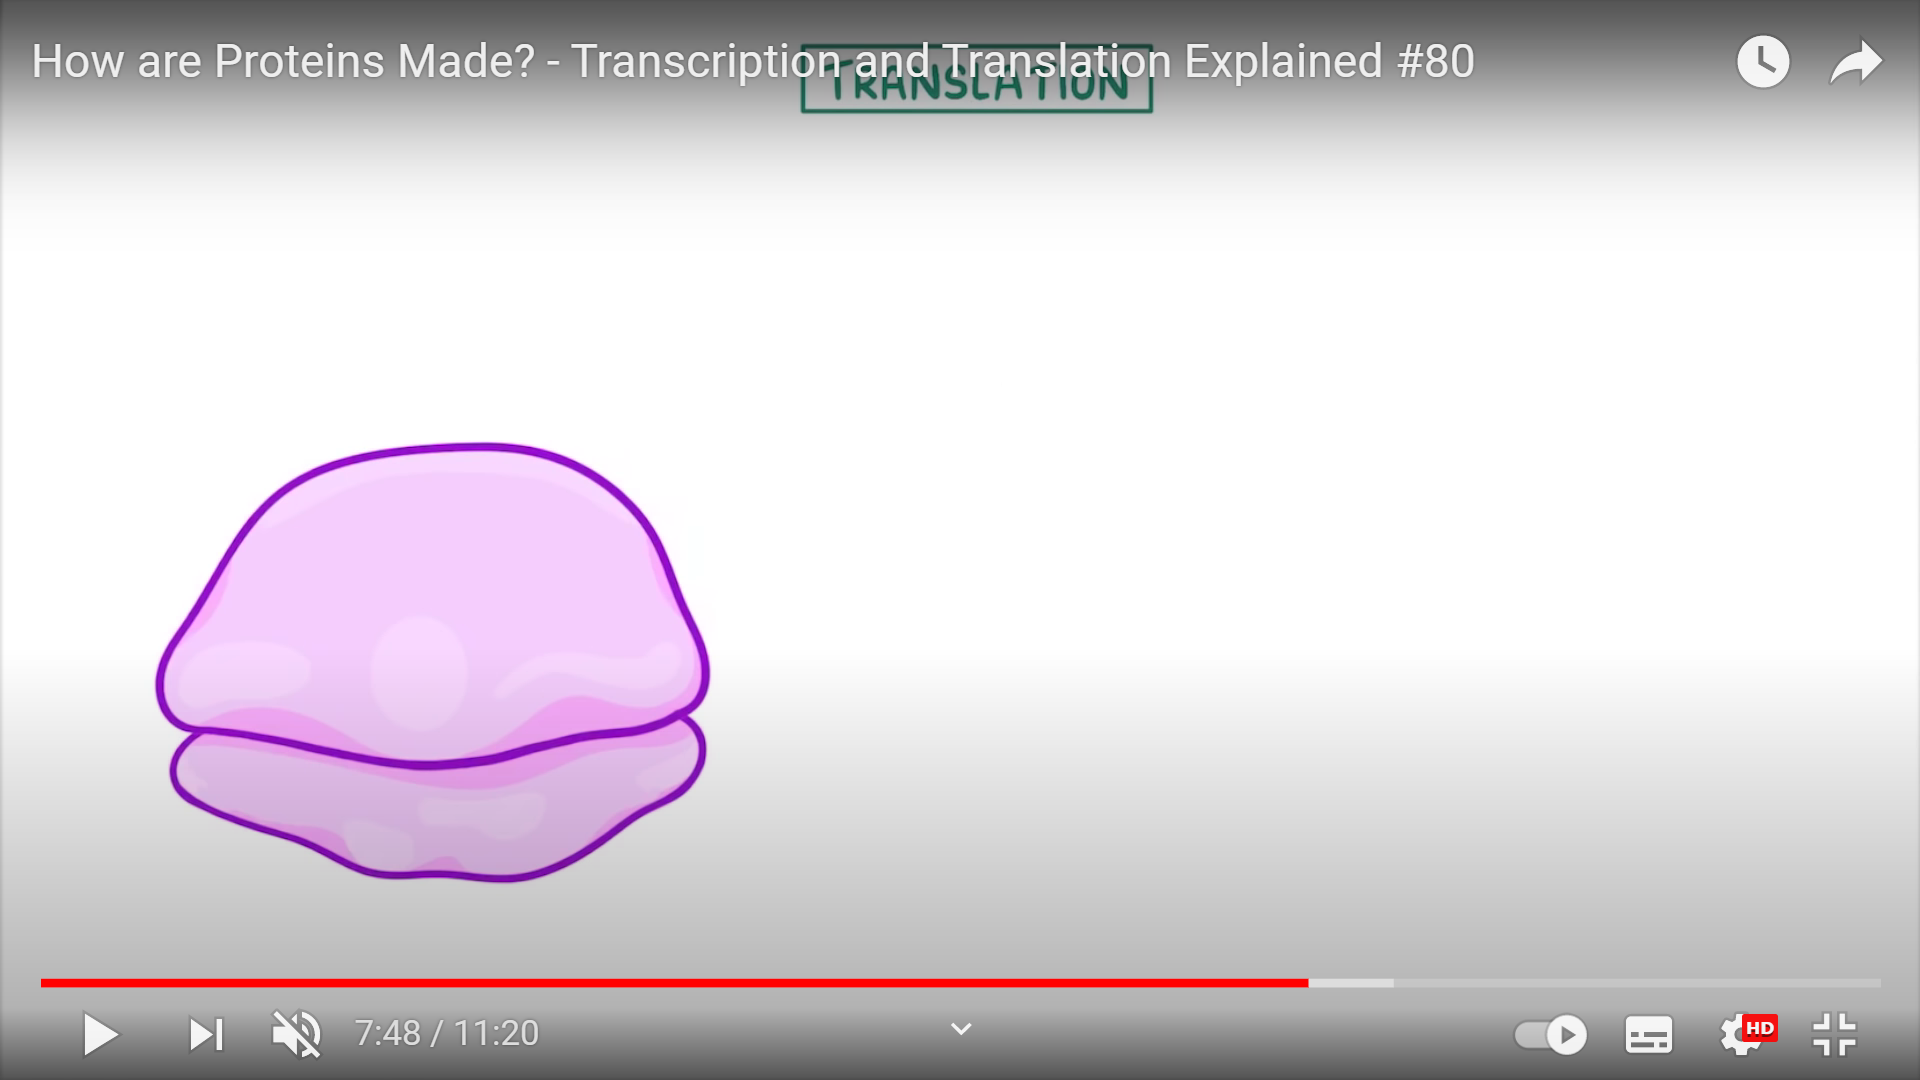 How are Proteins Made? - Transcription and Translation Explained #80
TRANSLATION
7:48 / 11:20
HD